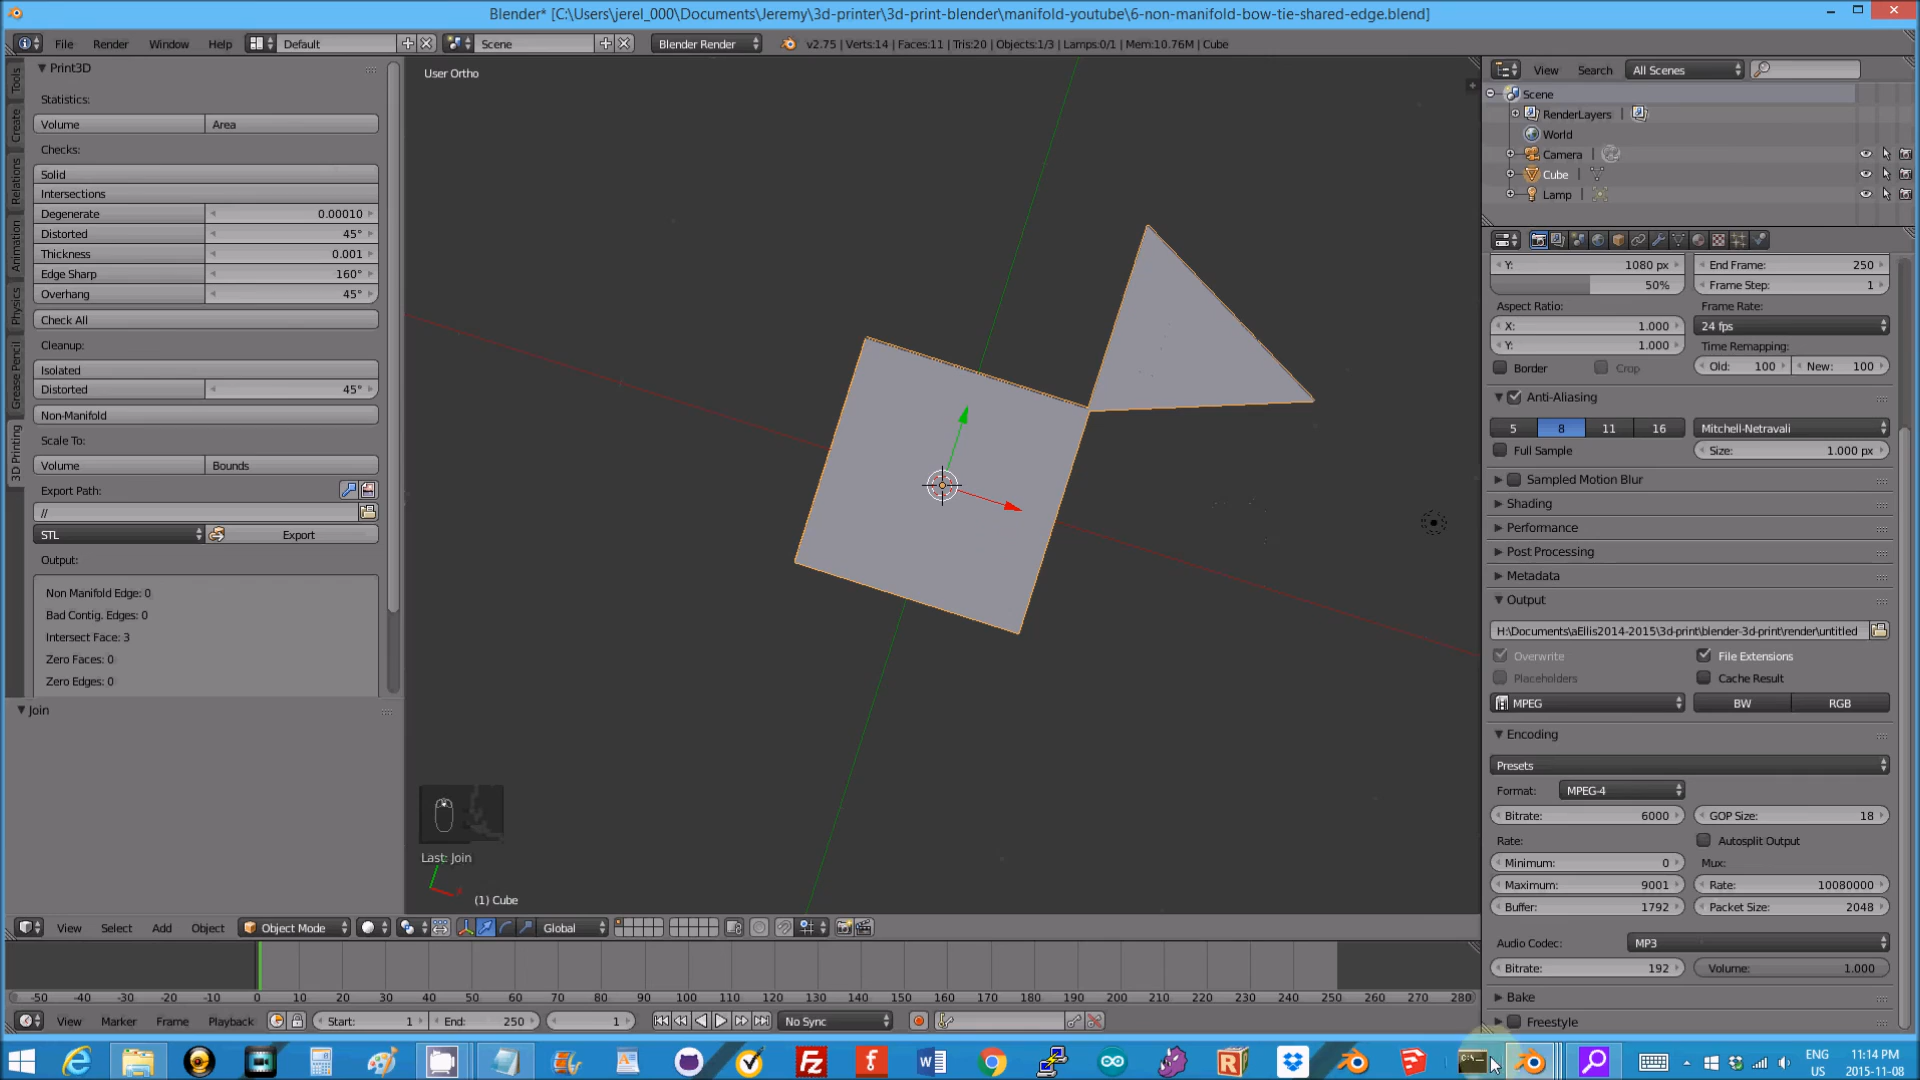 Blender* [C:\Users\jerel_000\Documents\Jeremy\3d-printer\3d-print-blender\manifold-youtube\6-non-manifold-bow-tie-shared-edge.blend]
File Render Window Help Default Scene Blender Render v2.75 | Verts:14 | Faces:11 | Tris:20 | Objects:1/3 | Lamps:0/1 | Mem:10.76M | Cube
Tools
Create
Relations
Animation
Physics
Grease Pencil
3D Printing
Print3D
Statistics:
Volume Area
Checks:
Solid
Intersections
Degenerate 0.00010
Distorted 45°
Thickness 0.001
Edge Sharp 160°
Overhang 45°
Check All
Cleanup:
Isolated
Distorted 45°
Non-Manifold
Scale To:
Volume Bounds
Export Path:
//
STL Export
Output:
Non Manifold Edge: 0
Bad Contig. Edges: 0
Intersect Face: 3
Zero Faces: 0
Zero Edges: 0
Join
User Ortho
Last: Join
(1) Cube
View Select Add Object Object Mode Global
-50 -40 -30 -20 -10 0 10 20 30 40 50 60 70 80 90 100 110 120 130 140 150 160 170 180 190 200 210 220 230 240 250 260 270 280
View Marker Frame Playback Start: 1 End: 250 1 No Sync
View Search All Scenes
Scene
RenderLayers
World
Camera
Cube
Lamp
Y: 1080 px End Frame: 250
50% Frame Step: 1
Aspect Ratio: Frame Rate:
X: 1.000 24 fps
Y: 1.000 Time Remapping:
Border Crop Old: 100 New: 100
Anti-Aliasing
5 8 11 16 Mitchell-Netravali
Full Sample Size: 1.000 px
Sampled Motion Blur
Shading
Performance
Post Processing
Metadata
Output
H:\Documents\aEllis2014-2015\3d-print\blender-3d-print\render\untitled
Overwrite File Extensions
Placeholders Cache Result
MPEG BW RGB
Encoding
Presets
Format: MPEG-4
Bitrate: 6000 GOP Size: 18
Rate: Autosplit Output
Minimum: 0 Mux:
Maximum: 9001 Rate: 10080000
Buffer: 1792 Packet Size: 2048
Audio Codec: MP3
Bitrate: 192 Volume: 1.000
Bake
Freestyle
ENG 11:14 PM
US 2015-11-08